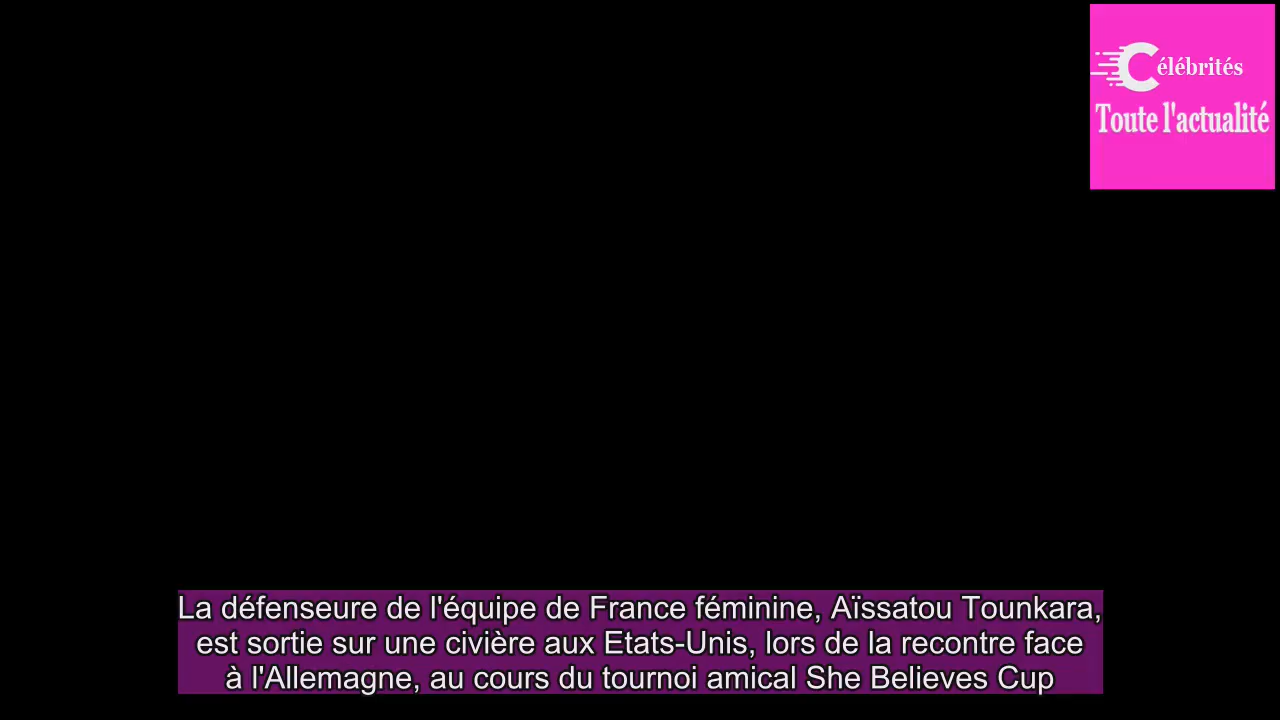 Célébrités
Toute l'actualité
La défenseure de l'équipe de France féminine, Aïssatou Tounkara,
est sortie sur une civière aux Etats-Unis, lors de la recontre face
à l'Allemagne, au cours du tournoi amical She Believes Cup